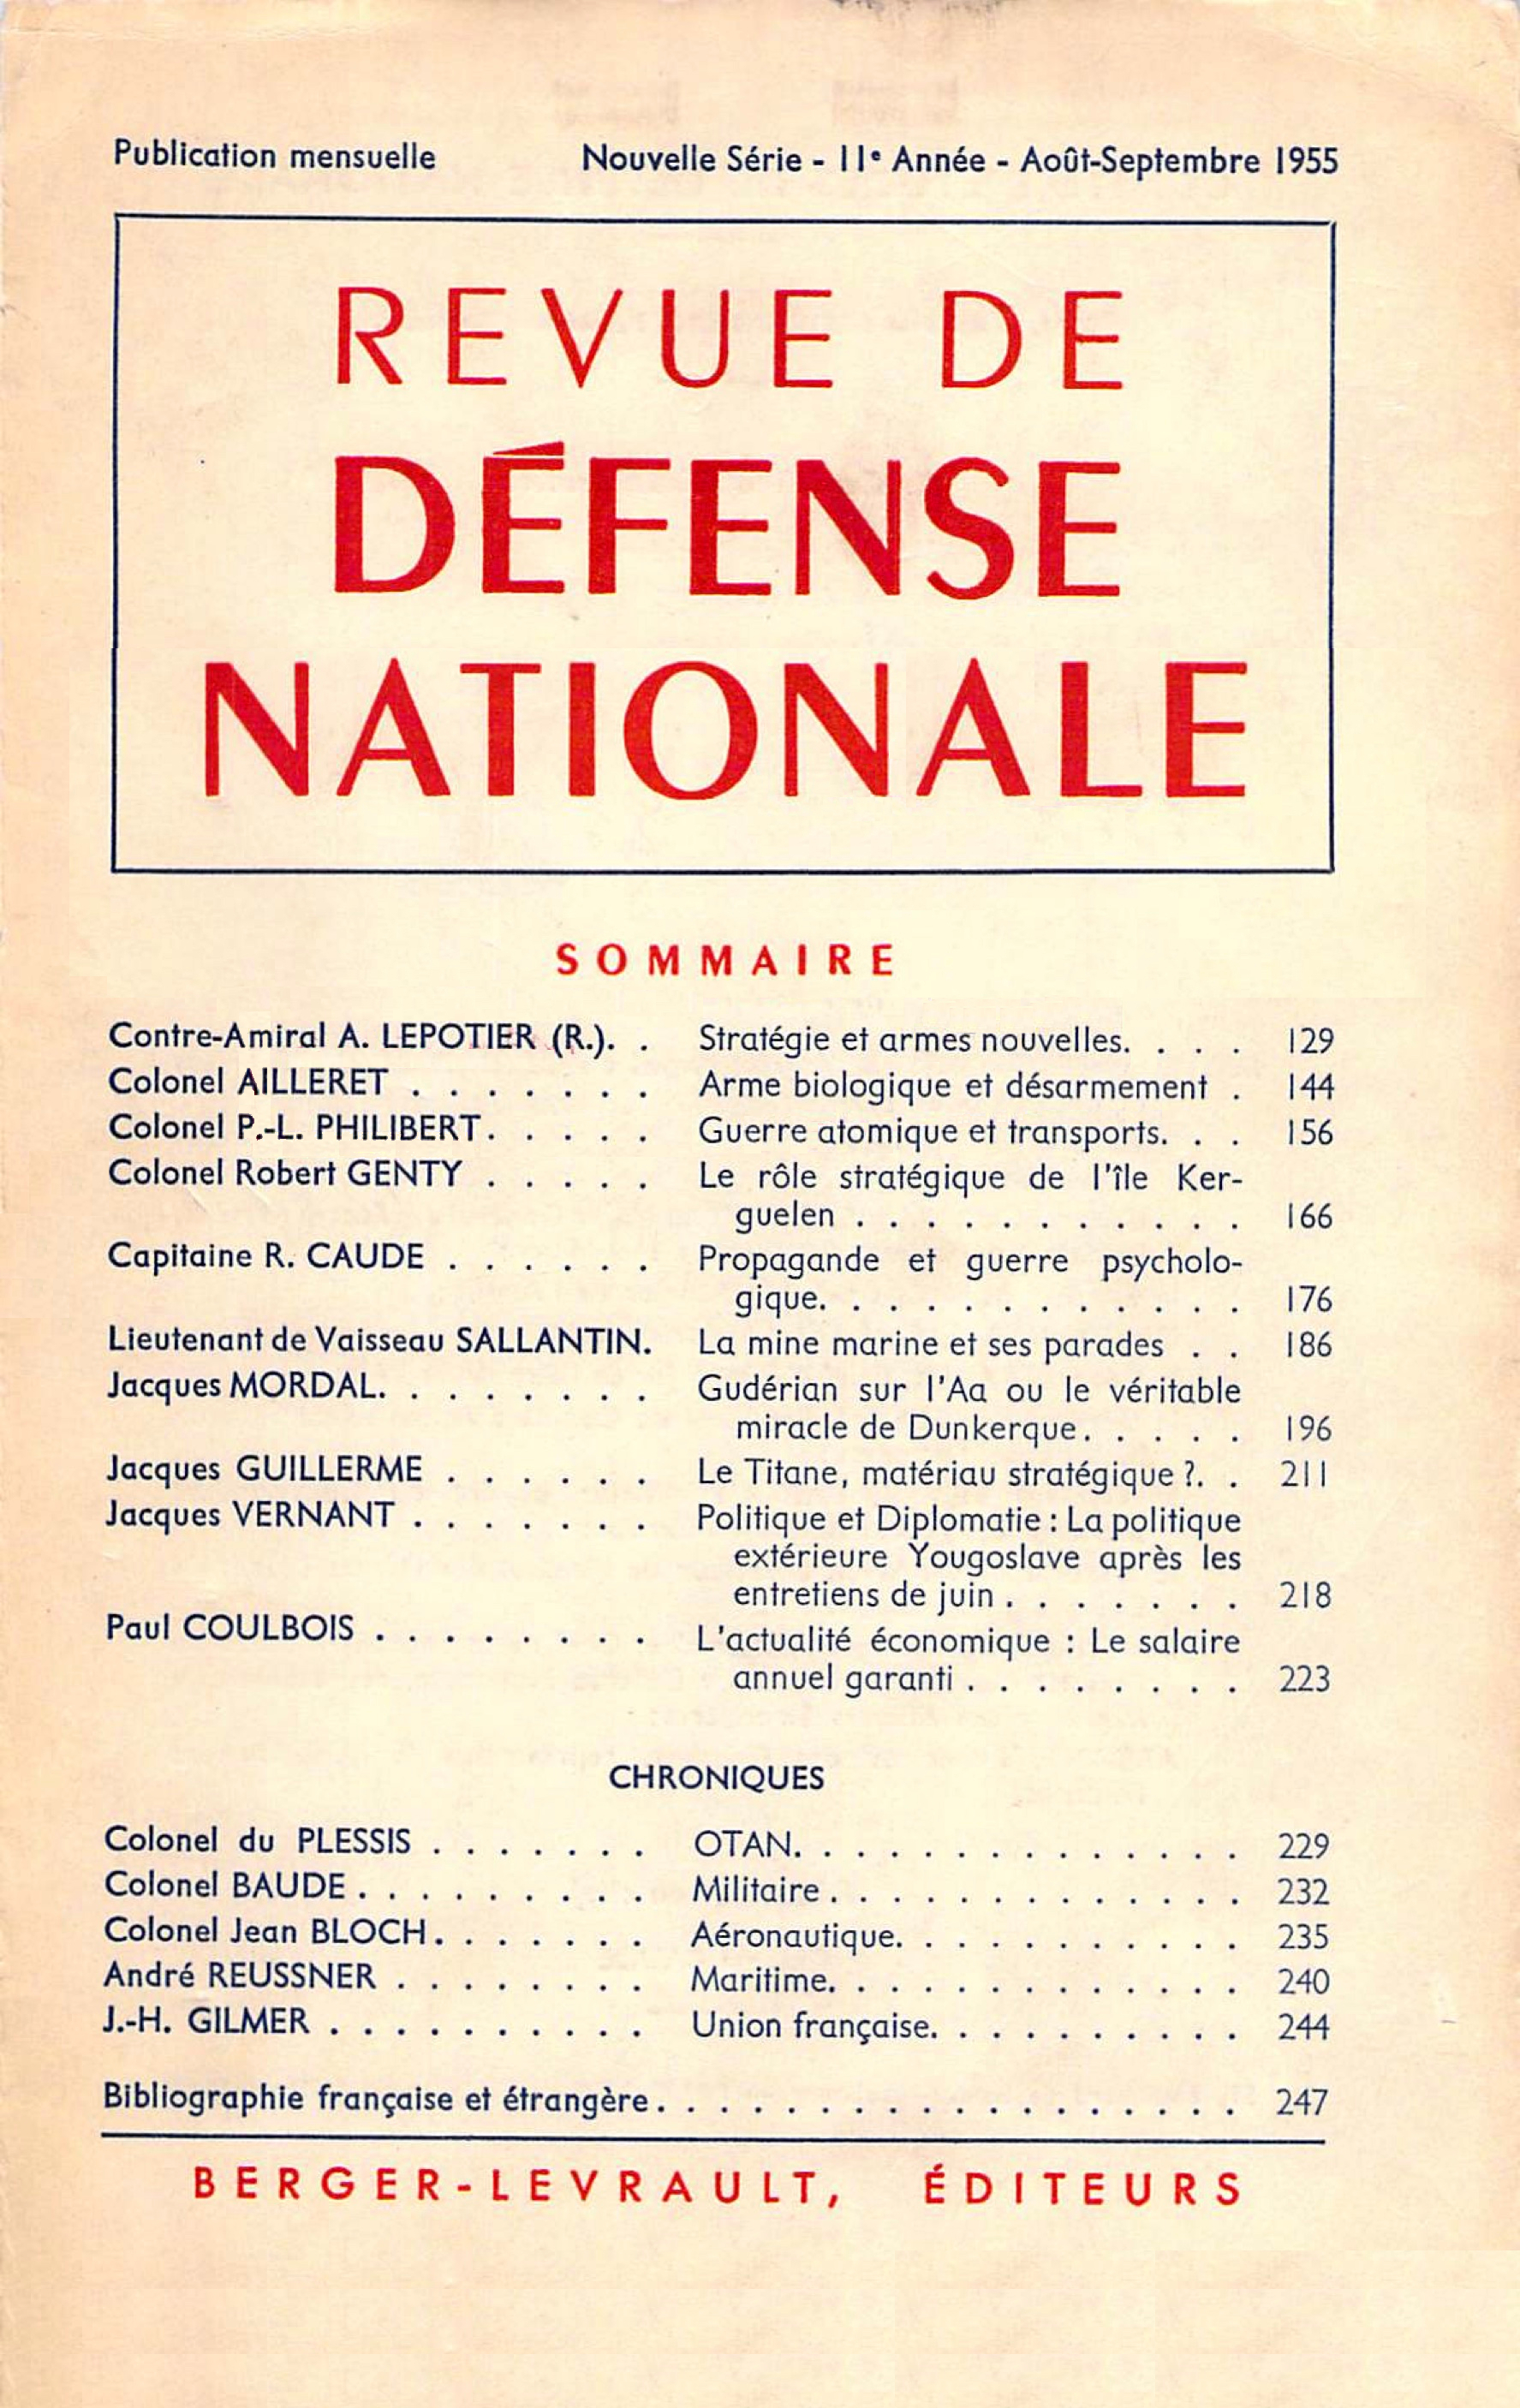 Publication mensuelle Nouvelle Série - 11e Année - Août-Septembre 1955
REVUE DE
DÉFENSE
NATIONALE
SOMMAIRE
Contre-Amiral A. LEPOTIER (R.). . Stratégie et armes nouvelles. . . . 129
Colonel AILLERET . . . . . . . Arme biologique et désarmement . 144
Colonel P.-L. PHILIBERT. . . . . Guerre atomique et transports. . . 156
Colonel Robert GENTY . . . . . Le rôle stratégique de l'île Ker-
guelen . . . . . . . . . . . 166
Capitaine R. CAUDE . . . . . . Propagande et guerre psycholo-
gique. . . . . . . . . . . . 176
Lieutenant de Vaisseau SALLANTIN. La mine marine et ses parades . . 186
Jacques MORDAL. . . . . . . . Gudérian sur l'Aa ou le véritable
miracle de Dunkerque. . . . . 196
Jacques GUILLERME . . . . . . Le Titane, matériau stratégique ?. . 211
Jacques VERNANT . . . . . . . Politique et Diplomatie : La politique
extérieure Yougoslave après les
entretiens de juin . . . . . . . 218
Paul COULBOIS . . . . . . . . L'actualité économique : Le salaire
annuel garanti . . . . . . . . 223
CHRONIQUES
Colonel du PLESSIS . . . . . . . OTAN. . . . . . . . . . . . . . 229
Colonel BAUDE . . . . . . . . . Militaire . . . . . . . . . . . . . 232
Colonel Jean BLOCH. . . . . . . Aéronautique. . . . . . . . . . . 235
André REUSSNER . . . . . . . . Maritime. . . . . . . . . . . . . 240
J.-H. GILMER . . . . . . . . . . Union française. . . . . . . . . . 244
Bibliographie française et étrangère. . . . . . . . . . . . . . . . . . 247
BERGER-LEVRAULT, ÉDITEURS